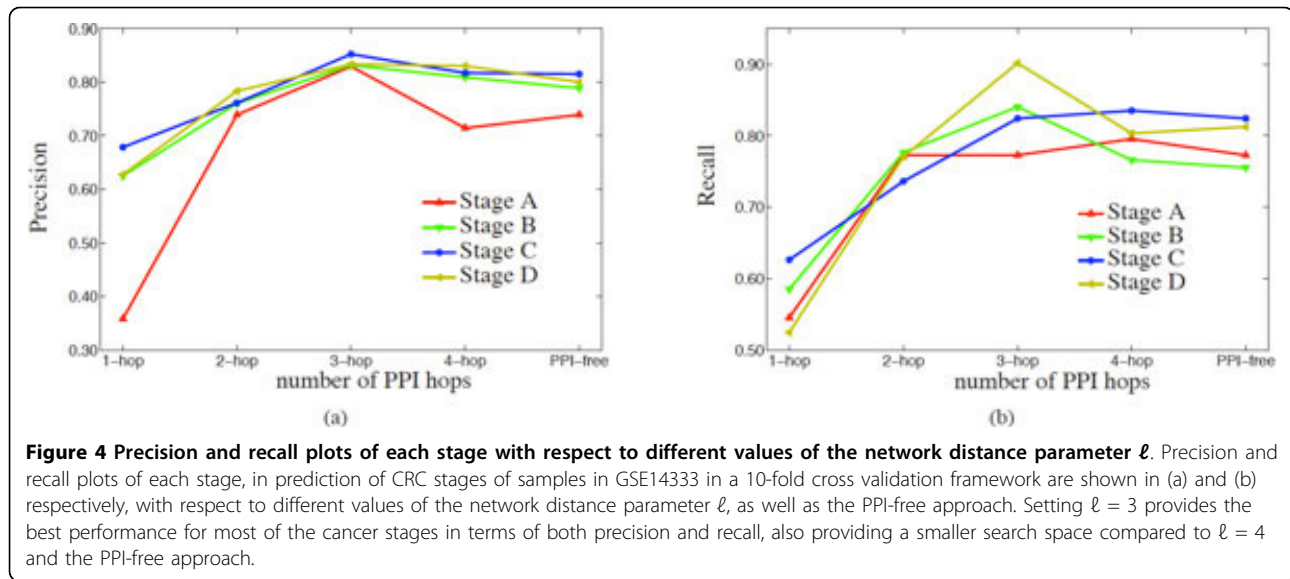 0.90
0.80
0.70
0.60
0.50
0.40
0.30
Precision
Stage A
Stage B
Stage C
Stage D
1-hop 2-hop 3-hop 4-hop PPI-free
number of PPI hops
(a)
0.90
0.80
0.70
0.60
0.50
Recall
Stage A
Stage B
Stage C
Stage D
1-hop 2-hop 3-hop 4-hop PPI-free
number of PPI hops
(b)
Figure 4 Precision and recall plots of each stage with respect to different values of the network distance parameter ℓ. Precision and
recall plots of each stage, in prediction of CRC stages of samples in GSE14333 in a 10-fold cross validation framework are shown in (a) and (b)
respectively, with respect to different values of the network distance parameter ℓ, as well as the PPI-free approach. Setting ℓ = 3 provides the
best performance for most of the cancer stages in terms of both precision and recall, also providing a smaller search space compared to ℓ = 4
and the PPI-free approach.